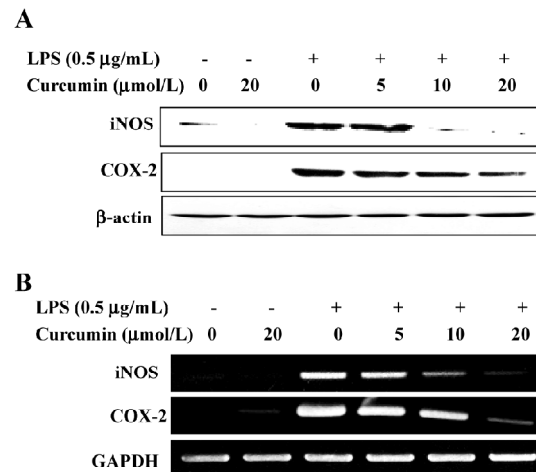 A
LPS (0.5 μg/mL) - - + + + +
Curcumin (μmol/L) 0 20 0 5 10 20
iNOS
COX-2
β-actin
B
LPS (0.5 μg/mL) - - + + + +
Curcumin (μmol/L) 0 20 0 5 10 20
iNOS
COX-2
GAPDH